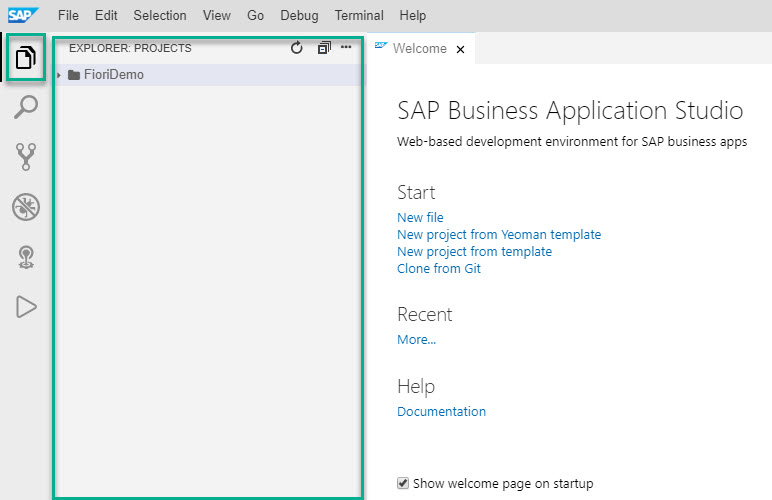 SAP File Edit Selection View Go Debug Terminal Help
EXPLORER: PROJECTS
FioriDemo
SAP Welcome
SAP Business Application Studio
Web-based development environment for SAP business apps
Start
New file
New project from Yeoman template
New project from template
Clone from Git
Recent
More...
Help
Documentation
Show welcome page on startup